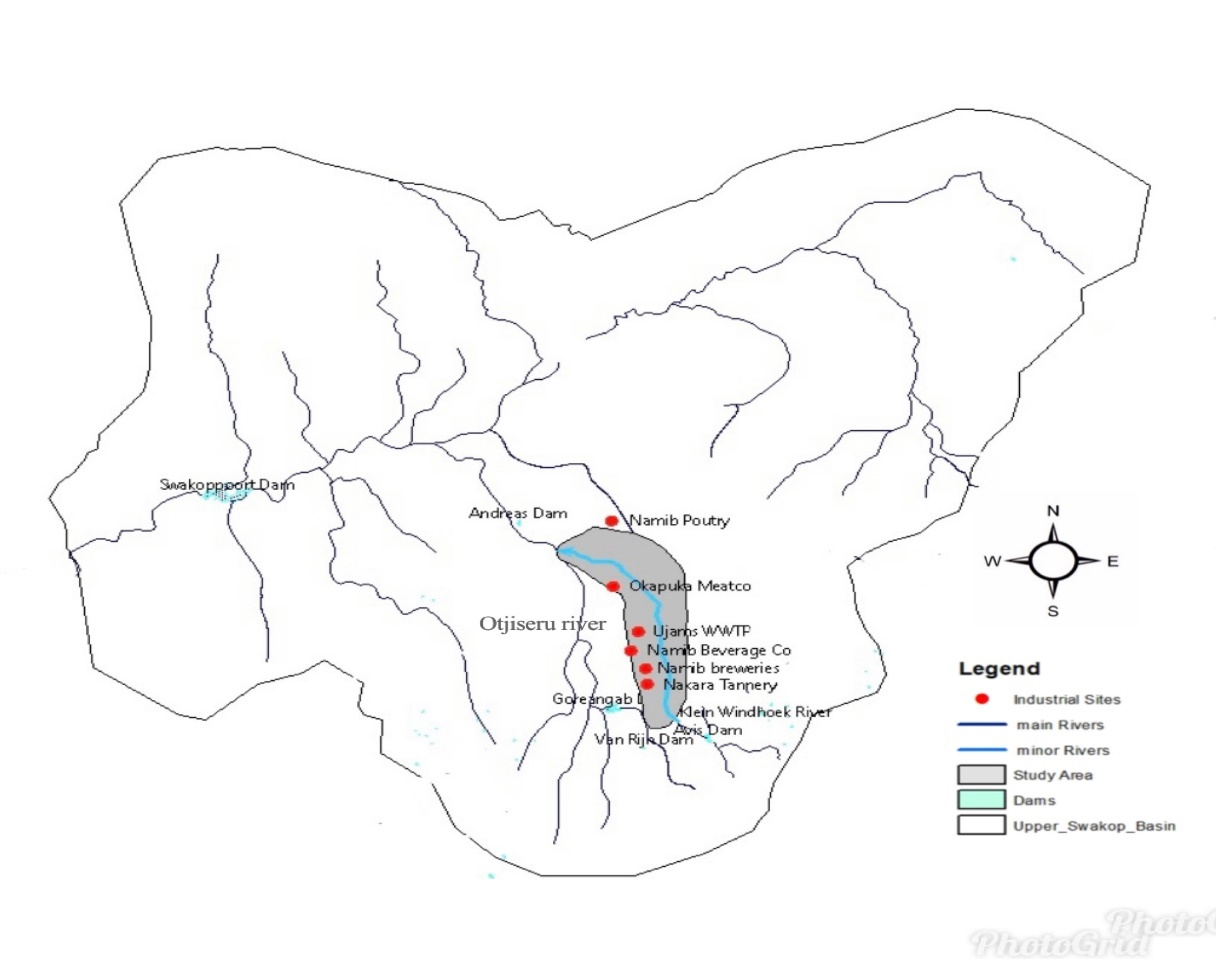 Swakoppoort Dam
Andreas Dam
Namib Poutry
Okapuka Meatco
Otjiseru river
Ujams WWTP
Namib Beverage Co
Namib breweries
Nakara Tannery
Goreangab
Klein Windhoek River
Avis Dam
Van Rijn Dam
N
W
E
S
Legend
Industrial Sites
main Rivers
minor Rivers
Study Area
Dams
Upper_Swakop_Basin
PhotoGrid